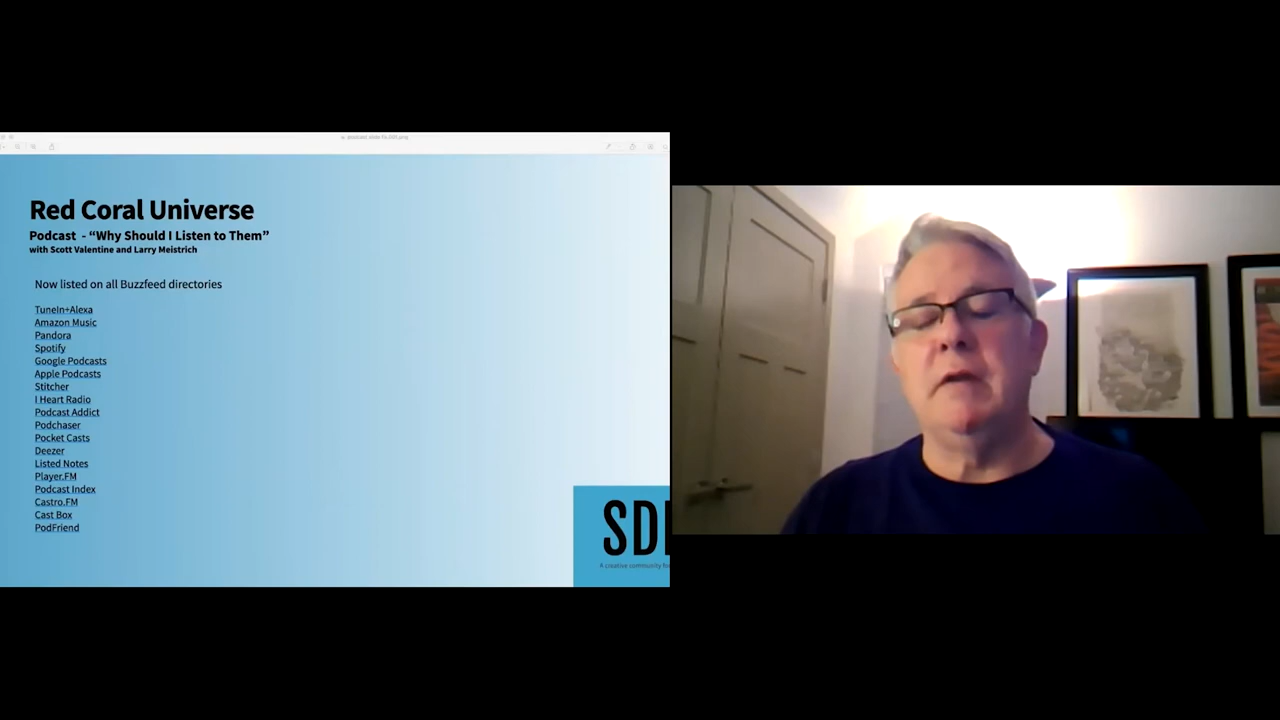 Red Coral Universe
Podcast - “Why Should I Listen to Them”
with Scott Valentine and Larry Meistrich
Now listed on all Buzzfeed directories
TuneIn+Alexa
Amazon Music
Pandora
Spotify
Google Podcasts
Apple Podcasts
Stitcher
I Heart Radio
Podcast Addict
Podchaser
Pocket Casts
Deezer
Listed Notes
Player.FM
Podcast Index
Castro.FM
Cast Box
PodFriend
A creative community